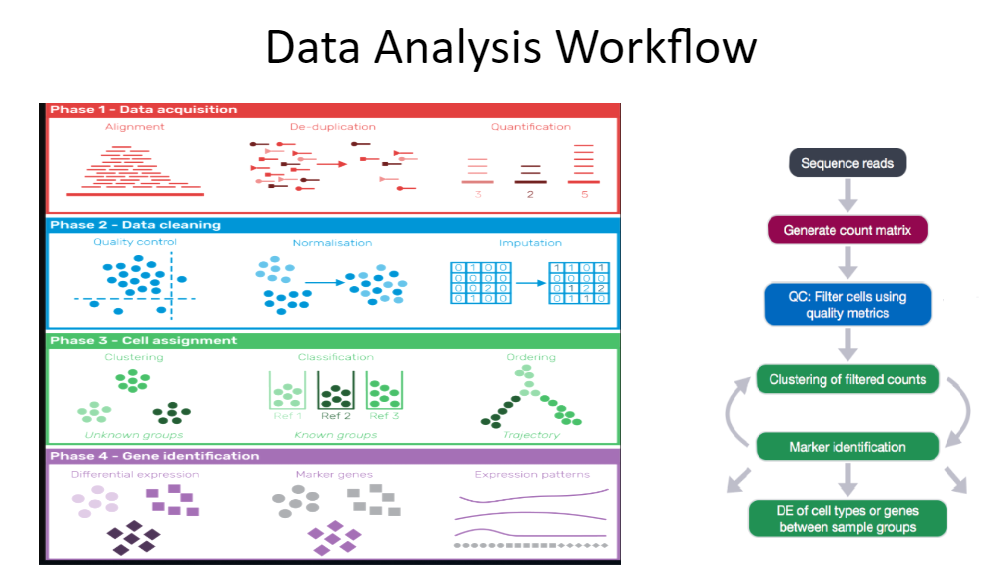 Data Analysis Workflow
Phase 1 - Data acquisition
Alignment
De-duplication
Quantification
3
2
5
Phase 2 - Data cleaning
Quality control
Normalisation
Imputation
0 1 0 0
0 0 0 0
0 0 2 0
0 1 0 0
1 1 0 1
0 0 0 0
0 1 2 2
0 1 1 0
Phase 3 - Cell assignment
Clustering
Classification
Ordering
Ref 1
Ref 2
Ref 3
Unknown groups
Known groups
Trajectory
Phase 4 - Gene identification
Differential expression
Marker genes
Expression patterns
Sequence reads
Generate count matrix
QC: Filter cells using
quality metrics
Clustering of filtered counts
Marker identification
DE of cell types or genes
between sample groups